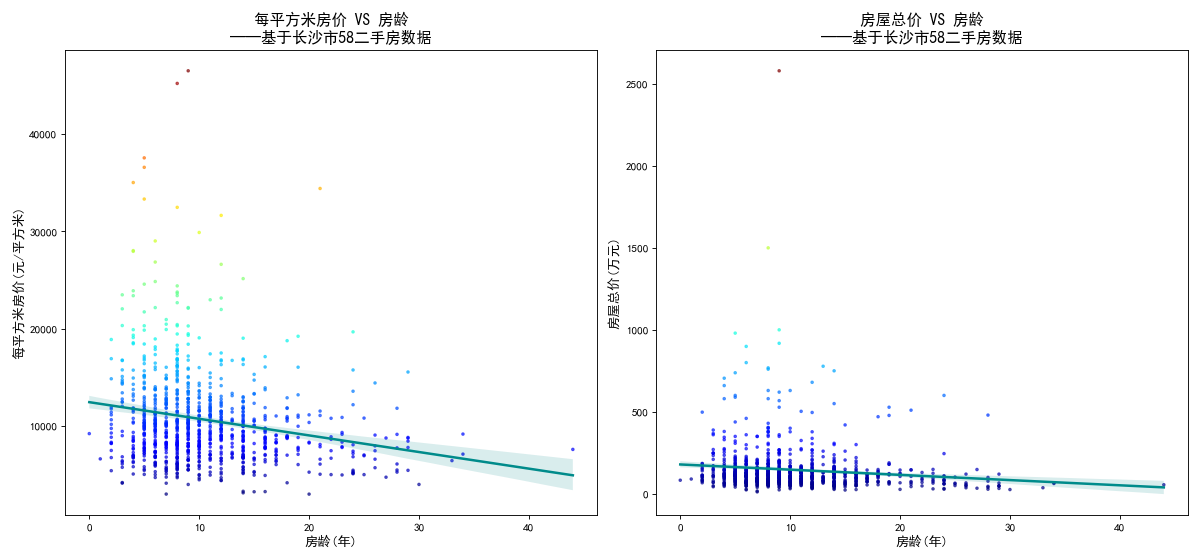 每平方米房价 VS 房龄
——基于长沙市58二手房数据
每平方米房价(元/平方米)
40000
30000
20000
10000
0
10
20
30
40
房龄(年)
房屋总价 VS 房龄
——基于长沙市58二手房数据
房屋总价(万元)
2500
2000
1500
1000
500
0
0
10
20
30
40
房龄(年)